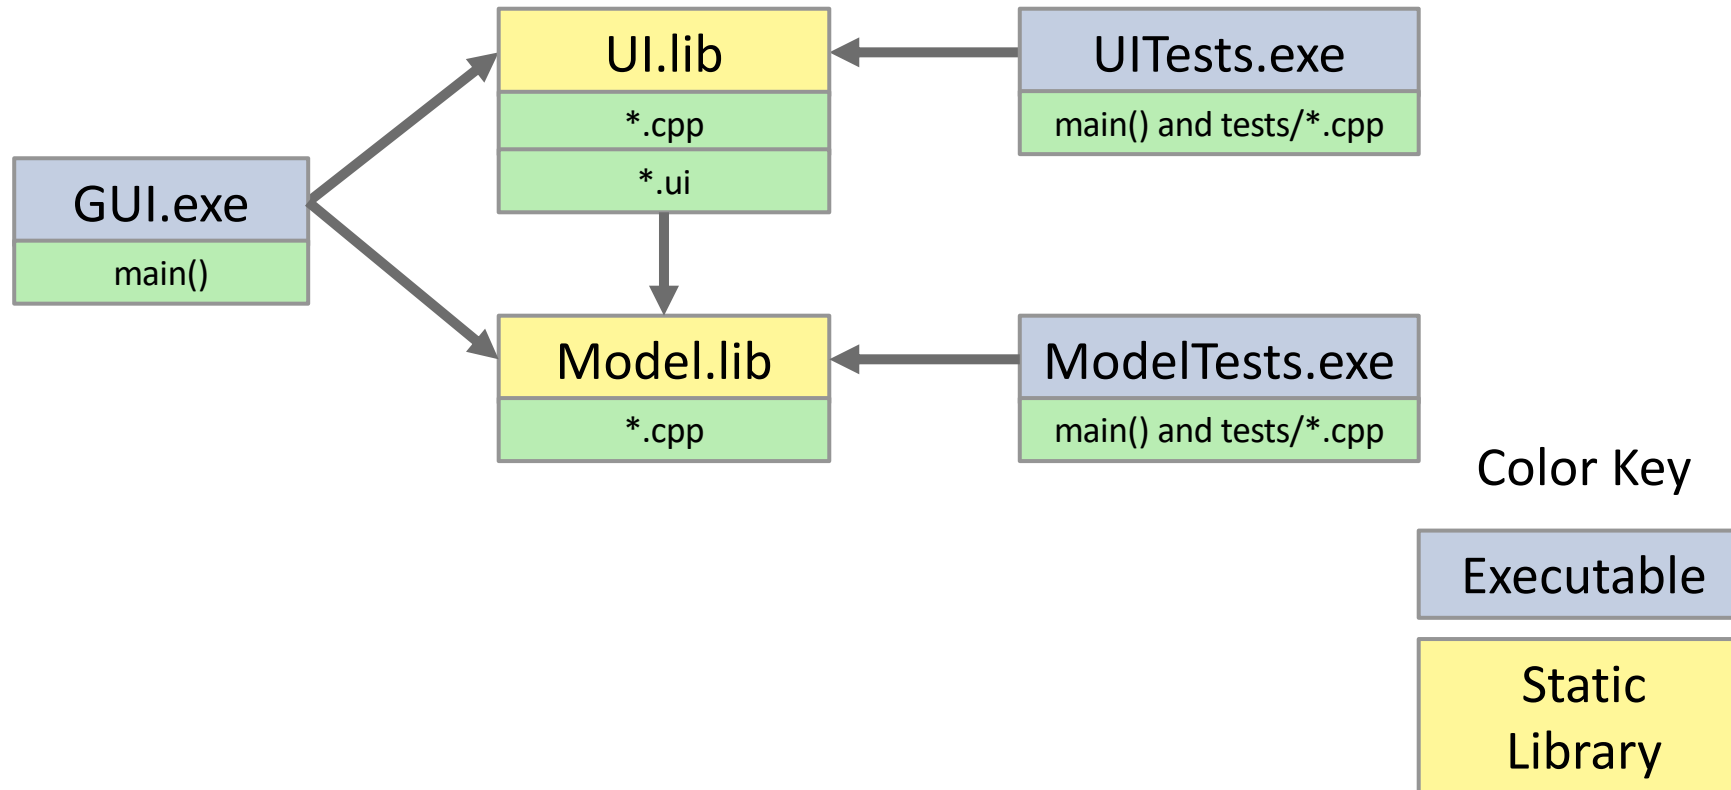 UI.lib
*.cpp
*.ui
UITests.exe
main() and tests/*.cpp
GUI.exe
main()
Model.lib
*.cpp
ModelTests.exe
main() and tests/*.cpp
Color Key
Executable
Static
Library